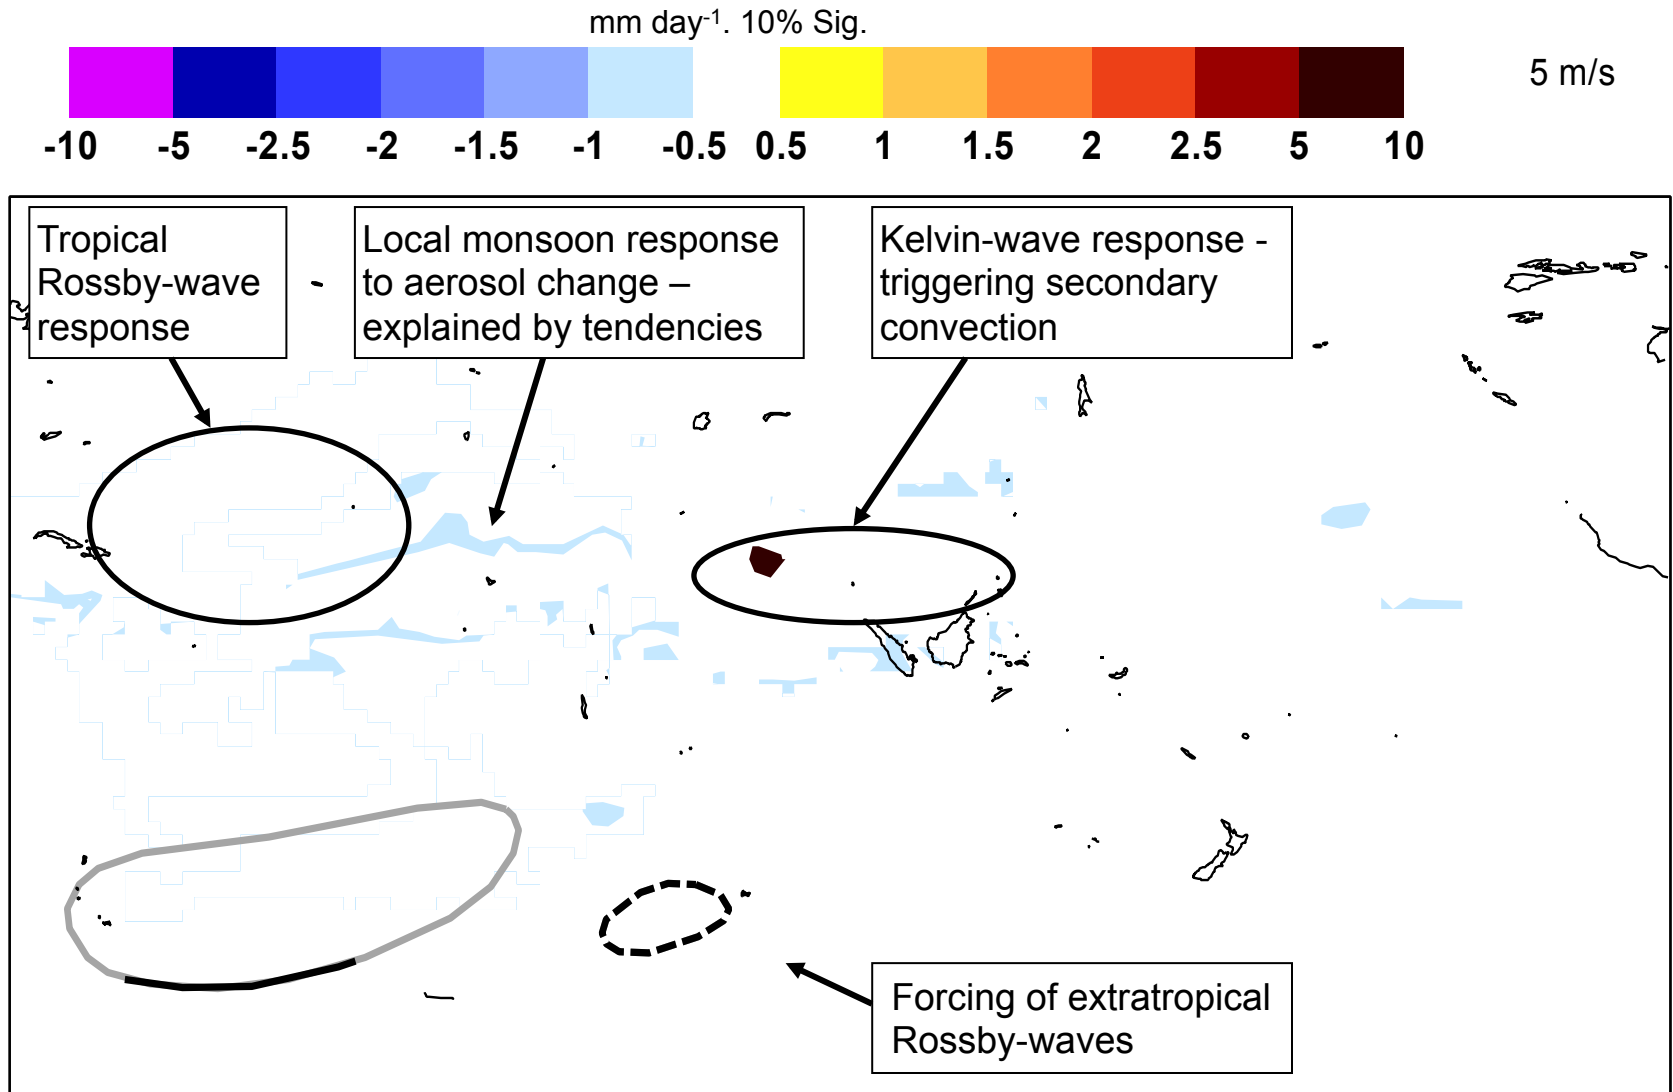 mm day-1. 10% Sig.
5 m/s
-10 -5 -2.5 -2 -1.5 -1 -0.5 0.5 1 1.5 2 2.5 5 10
Tropical
Rossby-wave
response
Local monsoon response
to aerosol change –
explained by tendencies
Kelvin-wave response -
triggering secondary
convection
Forcing of extratropical
Rossby-waves